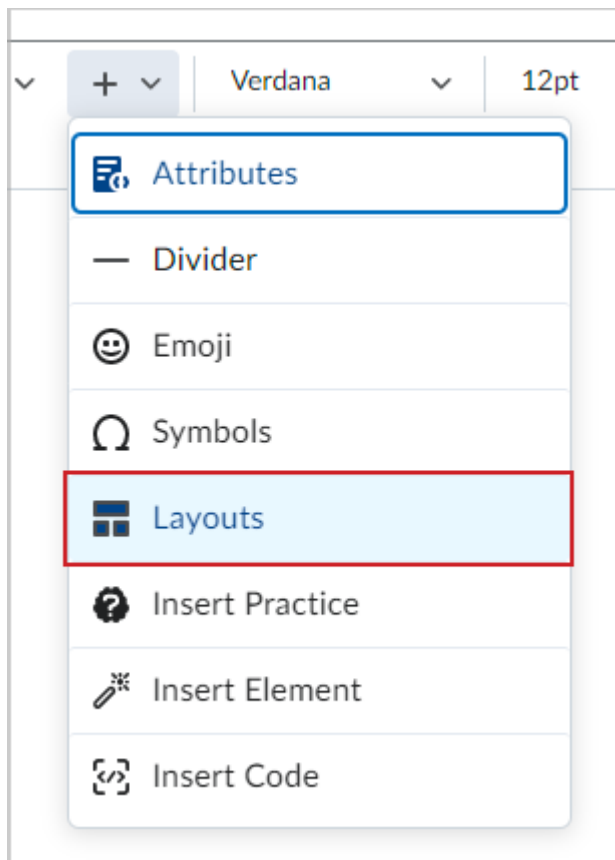 Verdana 12pt
Attributes
Divider
Emoji
Symbols
Layouts
Insert Practice
Insert Element
Insert Code